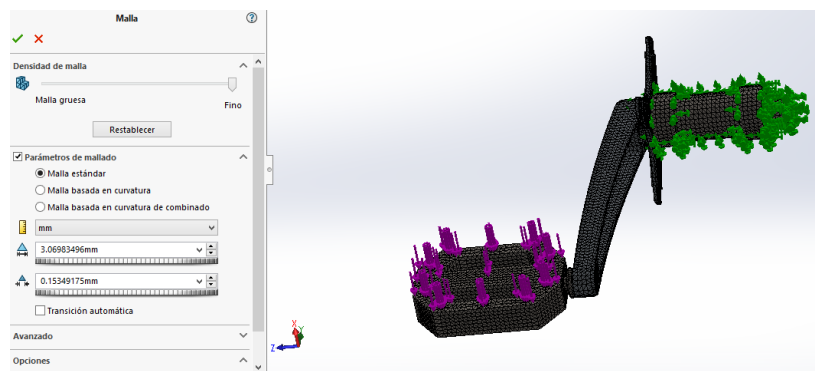 Malla
Densidad de malla
Malla gruesa
Fino
Restablecer
Parámetros de mallado
Malla estándar
Malla basada en curvatura
Malla basada en curvatura de combinado
mm
3.06983496mm
0.15349175mm
Transición automática
Avanzado
Opciones
X
Y
Z